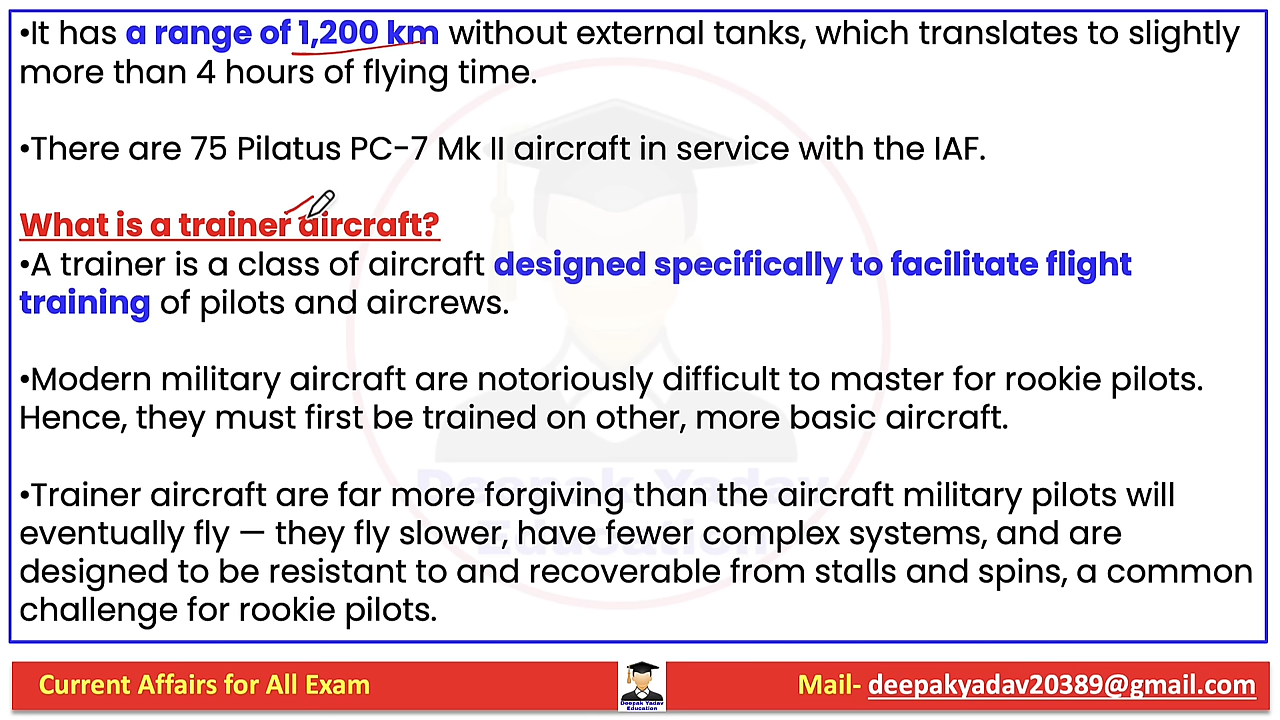 •It has a range of 1,200 km without external tanks, which translates to slightly
more than 4 hours of flying time.
•There are 75 Pilatus PC-7 Mk II aircraft in service with the IAF.
What is a trainer aircraft?
•A trainer is a class of aircraft designed specifically to facilitate flight
training of pilots and aircrews.
•Modern military aircraft are notoriously difficult to master for rookie pilots.
Hence, they must first be trained on other, more basic aircraft.
•Trainer aircraft are far more forgiving than the aircraft military pilots will
eventually fly — they fly slower, have fewer complex systems, and are
designed to be resistant to and recoverable from stalls and spins, a common
challenge for rookie pilots.
Deepak Yadav
Education
Current Affairs for All Exam
Deepak Yadav
Education
Mail- deepakyadav20389@gmail.com